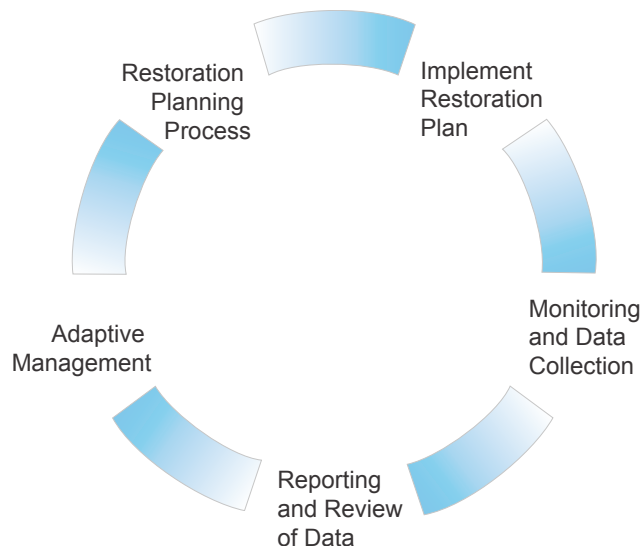 Restoration
Planning
Process
Implement
Restoration
Plan
Monitoring
and Data
Collection
Reporting
and Review
of Data
Adaptive
Management